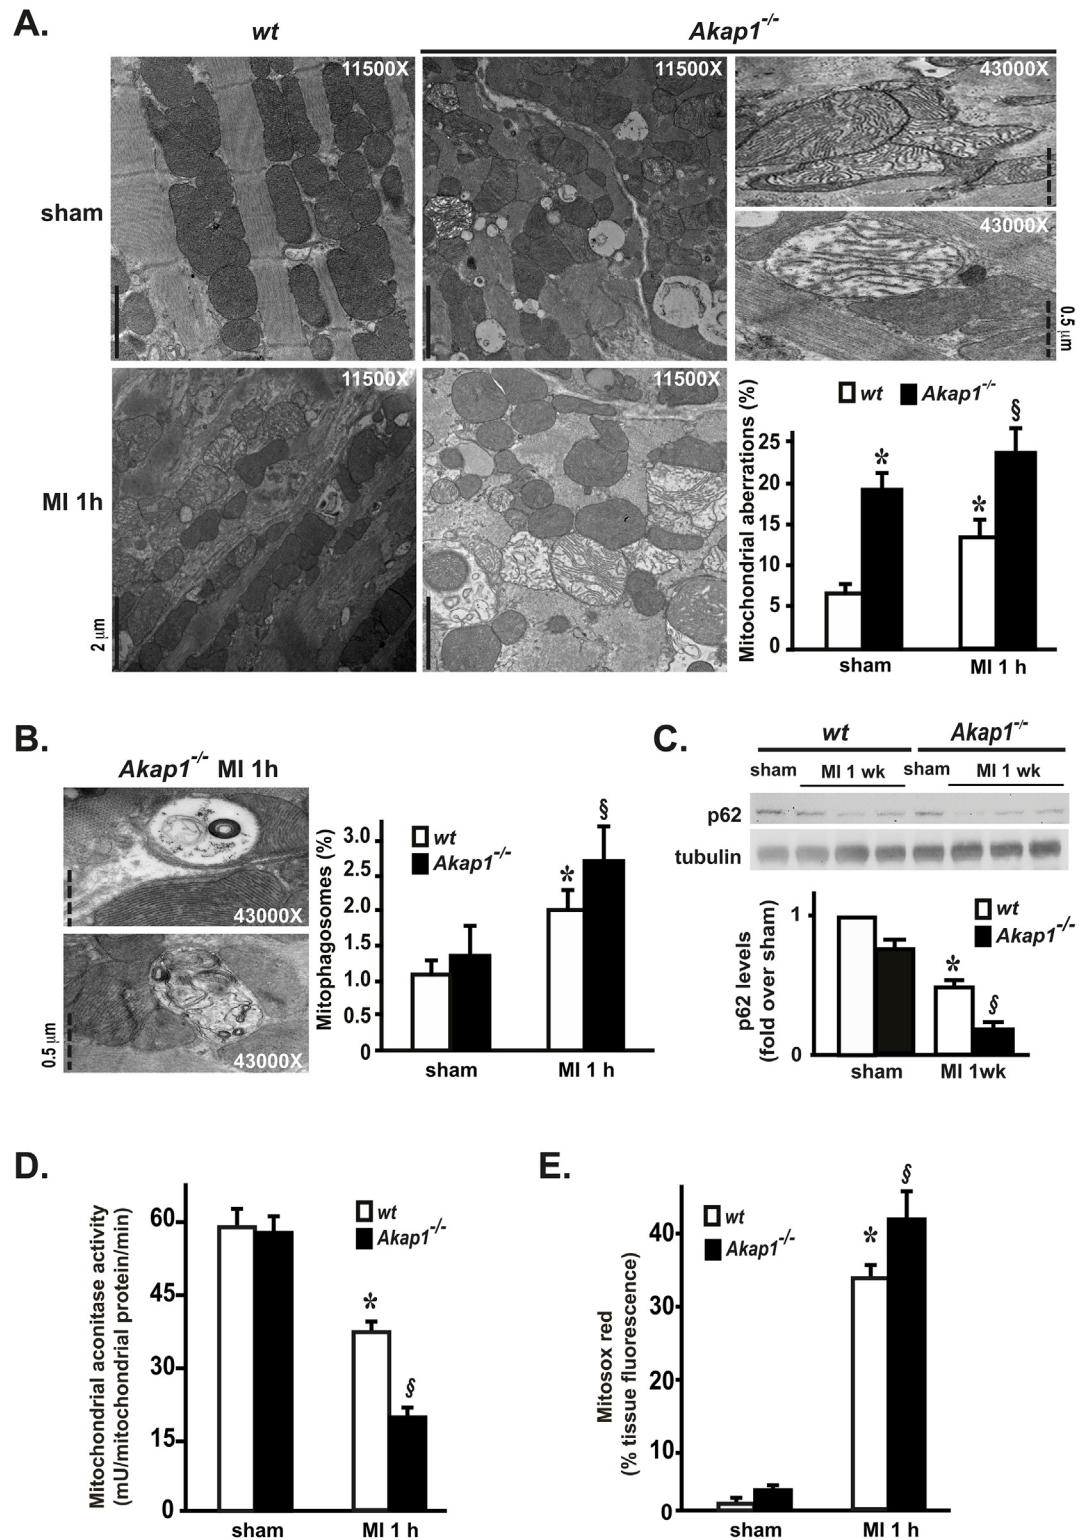 A.
wt
Akap1-/-
11500X
11500X
43000X
sham
43000X
0.5 μm
11500X
11500X
MI 1h
2 μm
wt Akap1-/-
Mitochondrial aberrations (%)
25
20
15
10
5
0
*
*
§
sham MI 1 h
B.
Akap1-/- MI 1h
43000X
43000X
0.5 μm
Mitophagosomes (%)
3.0
2.5
2.0
1.5
1.0
0.5
0
wt
Akap1-/-
*
§
sham MI 1 h
C.
wt Akap1-/-
sham MI 1 wk sham MI 1 wk
p62
tubulin
p62 levels
(fold over sham)
1
0
wt
Akap1-/-
*
§
sham MI 1wk
D.
Mitochondrial aconitase activity
(mU/mitochondrial protein/min)
60
45
30
15
0
wt
Akap1-/-
*
§
sham MI 1 h
E.
Mitosox red
(% tissue fluorescence)
40
30
20
10
0
wt
Akap1-/-
*
§
sham MI 1 h